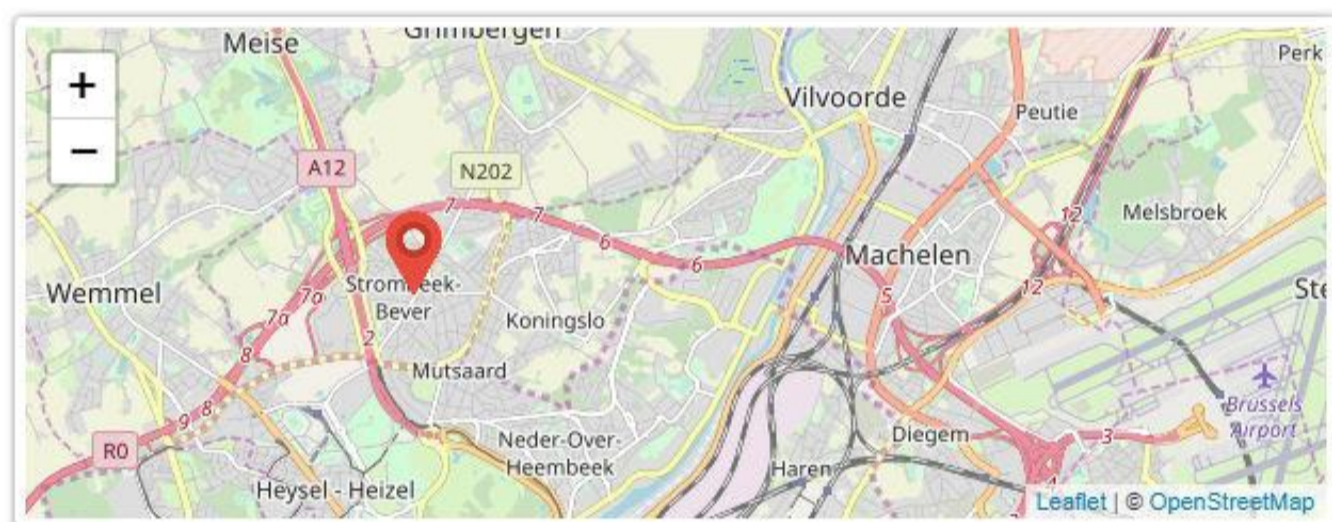 Grimbergen
Meise
Perk
+
Vilvoorde
Peutie
−
A12
N202
7
7
12
Melsbroek
6
6
Machelen
Wemmel
Strombeek-
Bever
7a
7a
5
12
Ste
Koningslo
2
8
Mutsaard
8
9
Brussels
Airport
R0
Neder-Over-
Heembeek
Diegem
3
Haren
Heysel - Heizel
4
Leaflet | © OpenStreetMap